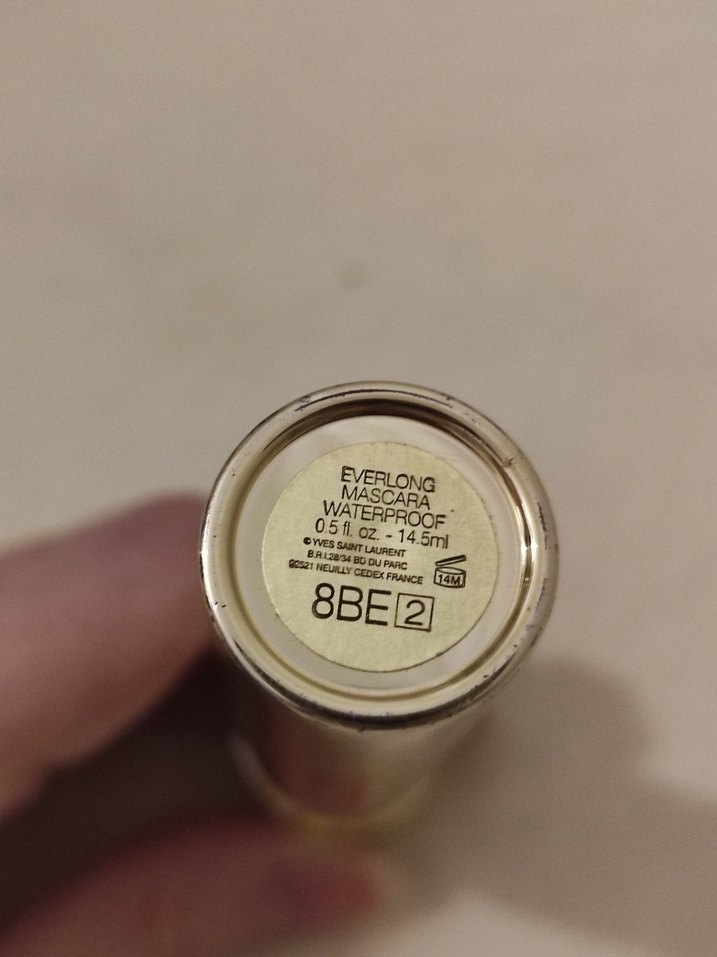 EVERLONG
MASCARA
WATERPROOF
0.5 fl. oz. - 14.5ml
© YVES SAINT LAURENT
B.R.I. 28/34 BD DU PARC
92521 NEUILLY CEDEX FRANCE
14M
8BE 2